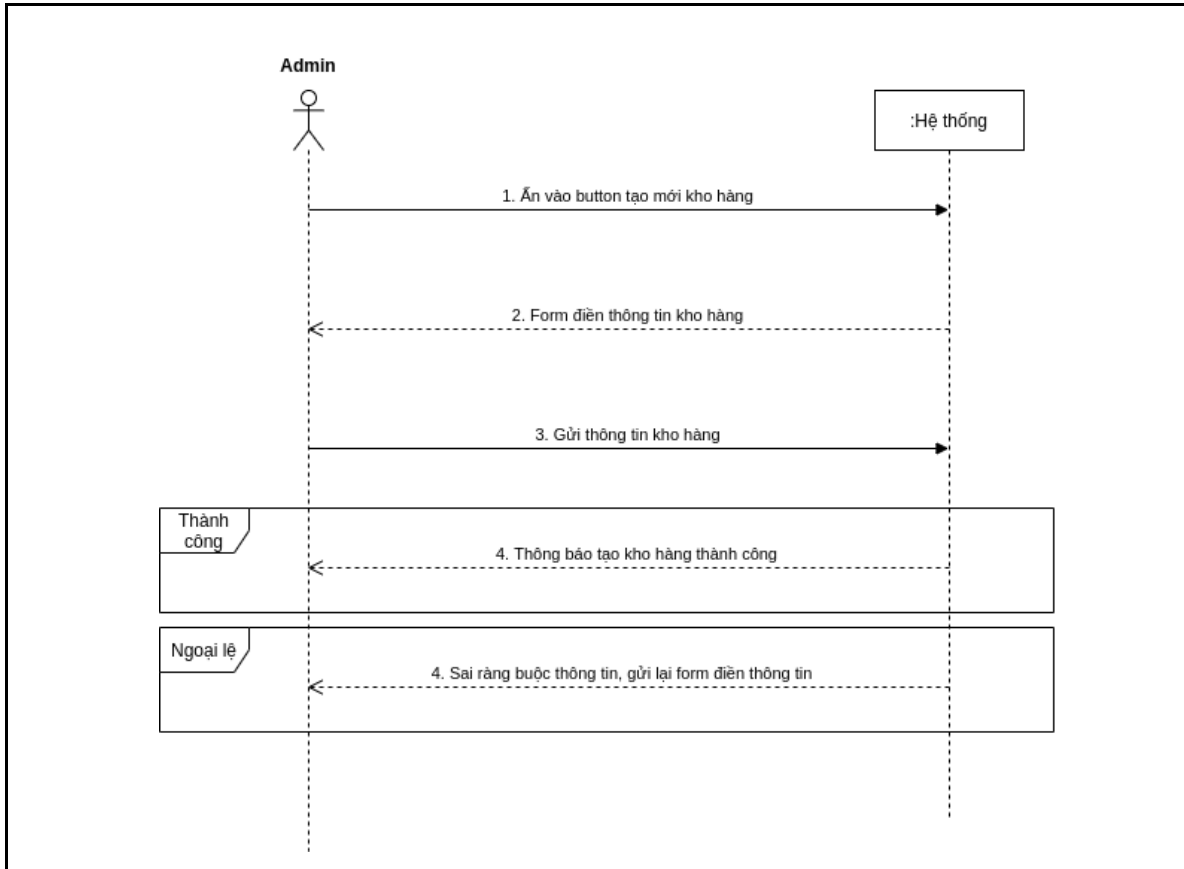 Admin
:Hệ thống
1. Ấn vào button tạo mới kho hàng
2. Form điền thông tin kho hàng
3. Gửi thông tin kho hàng
Thành
công
4. Thông báo tạo kho hàng thành công
Ngoại lệ
4. Sai ràng buộc thông tin, gửi lại form điền thông tin